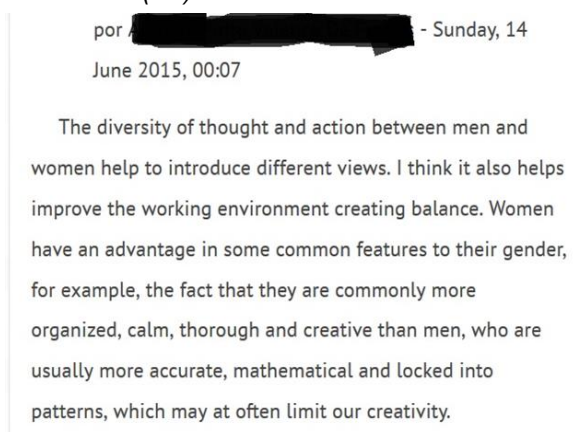 por - Sunday, 14
June 2015, 00:07
The diversity of thought and action between men and
women help to introduce different views. I think it also helps
improve the working environment creating balance. Women
have an advantage in some common features to their gender,
for example, the fact that they are commonly more
organized, calm, thorough and creative than men, who are
usually more accurate, mathematical and locked into
patterns, which may at often limit our creativity.